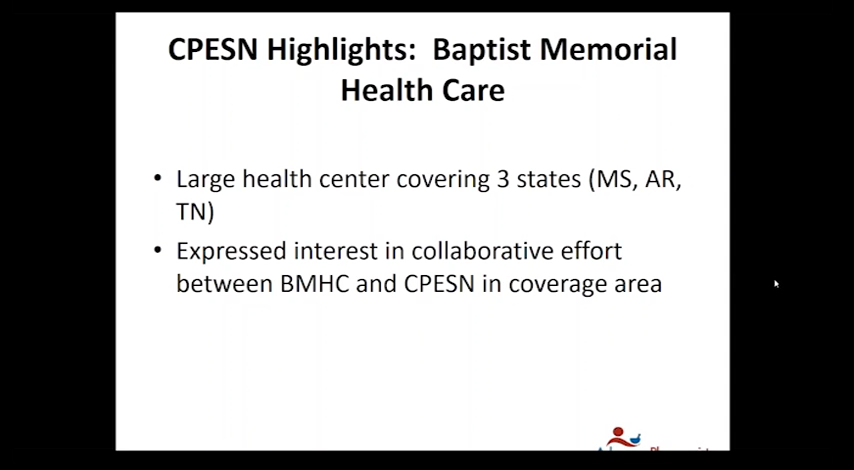 CPESN Highlights:  Baptist Memorial
Health Care
• Large health center covering 3 states (MS, AR,
TN)
• Expressed interest in collaborative effort
between BMHC and CPESN in coverage area